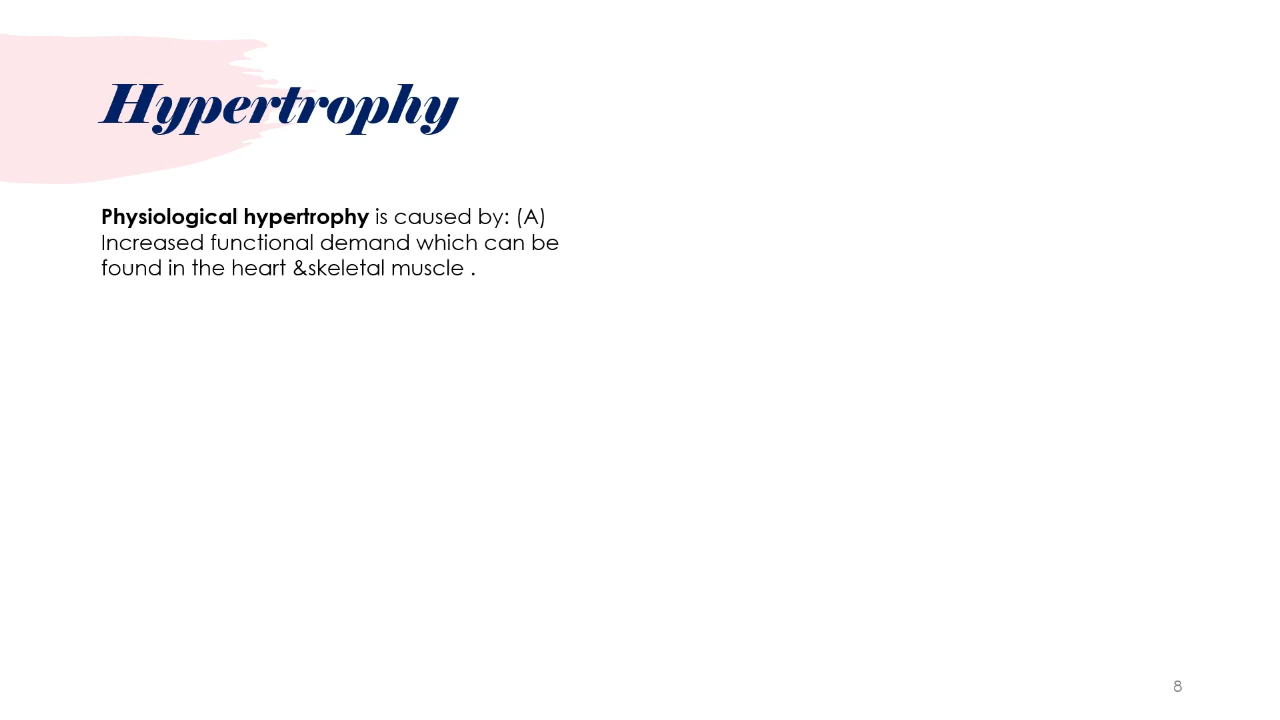 Hypertrophy
Physiological hypertrophy is caused by: (A)
Increased functional demand which can be
found in the heart &skeletal muscle .
8